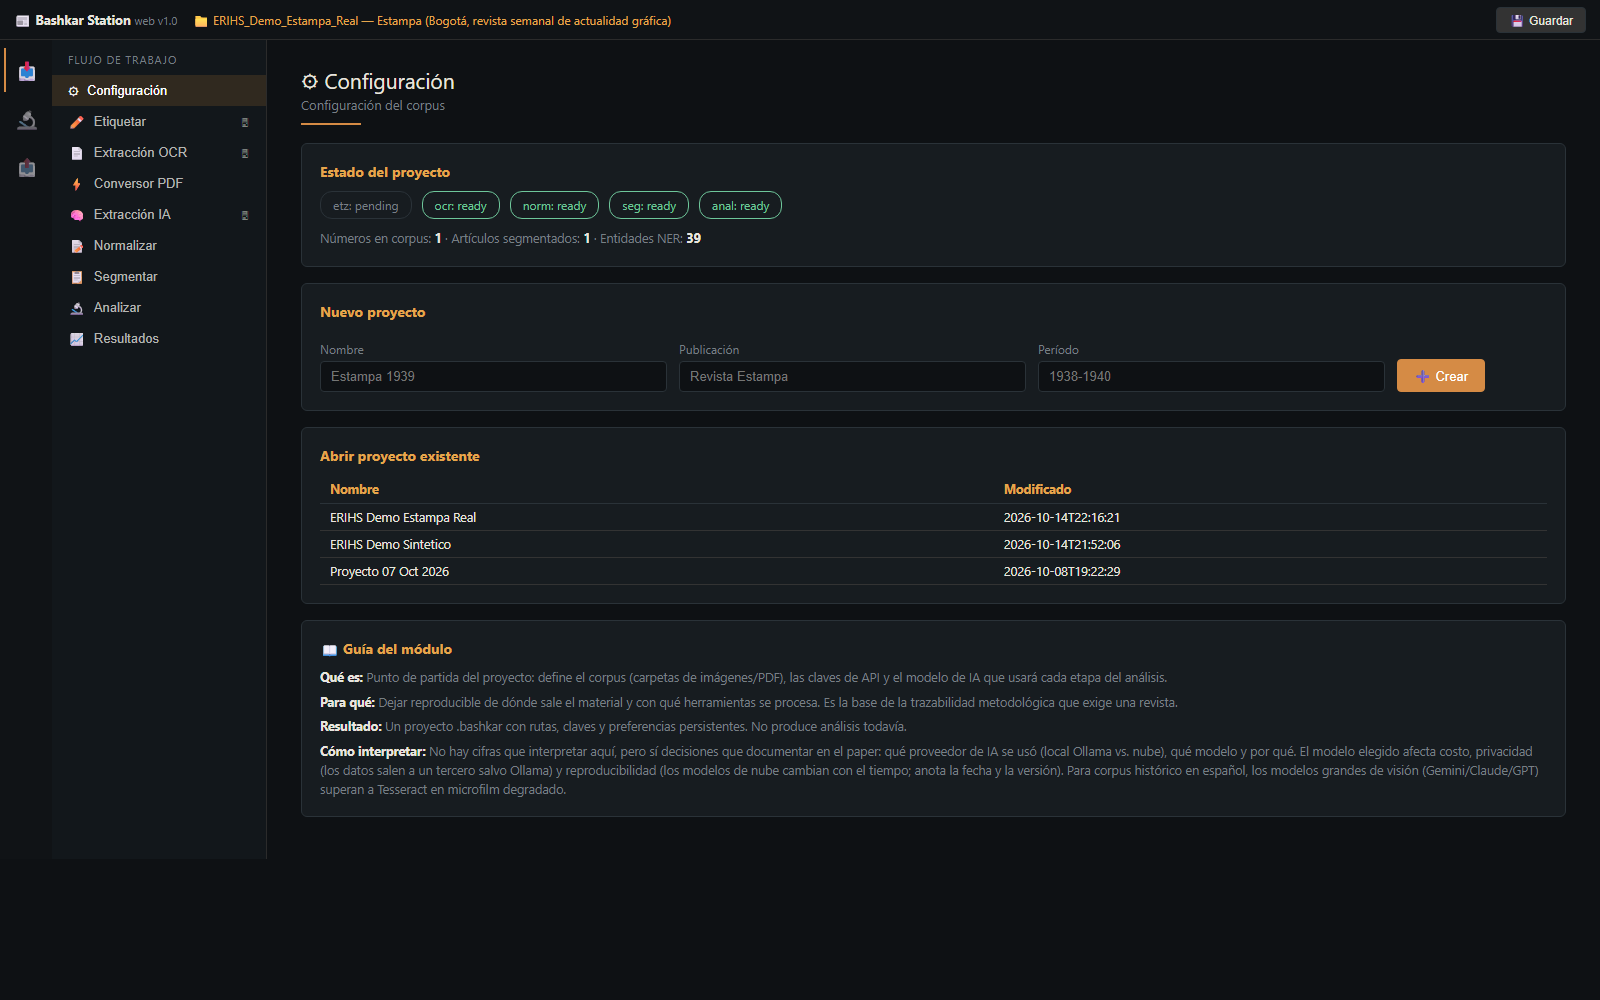 Bashkar Station web v1.0
ERIHS_Demo_Estampa_Real — Estampa (Bogotá, revista semanal de actualidad gráfica)
Guardar
FLUJO DE TRABAJO
Configuración
Etiquetar
Extracción OCR
Conversor PDF
Extracción IA
Normalizar
Segmentar
Analizar
Resultados
Configuración
Configuración del corpus
Estado del proyecto
etz: pending
ocr: ready
norm: ready
seg: ready
anal: ready
Números en corpus: 1 · Artículos segmentados: 1 · Entidades NER: 39
Nuevo proyecto
Nombre
Publicación
Período
Estampa 1939
Revista Estampa
1938-1940
Crear
Abrir proyecto existente
Nombre
Modificado
ERIHS Demo Estampa Real
2026-10-14T22:16:21
ERIHS Demo Sintetico
2026-10-14T21:52:06
Proyecto 07 Oct 2026
2026-10-08T19:22:29
Guía del módulo
Qué es: Punto de partida del proyecto: define el corpus (carpetas de imágenes/PDF), las claves de API y el modelo de IA que usará cada etapa del análisis.
Para qué: Dejar reproducible de dónde sale el material y con qué herramientas se procesa. Es la base de la trazabilidad metodológica que exige una revista.
Resultado: Un proyecto .bashkar con rutas, claves y preferencias persistentes. No produce análisis todavía.
Cómo interpretar: No hay cifras que interpretar aquí, pero sí decisiones que documentar en el paper: qué proveedor de IA se usó (local Ollama vs. nube), qué modelo y por qué. El modelo elegido afecta costo, privacidad
(los datos salen a un tercero salvo Ollama) y reproducibilidad (los modelos de nube cambian con el tiempo; anota la fecha y la versión). Para corpus histórico en español, los modelos grandes de visión (Gemini/Claude/GPT)
superan a Tesseract en microfilm degradado.